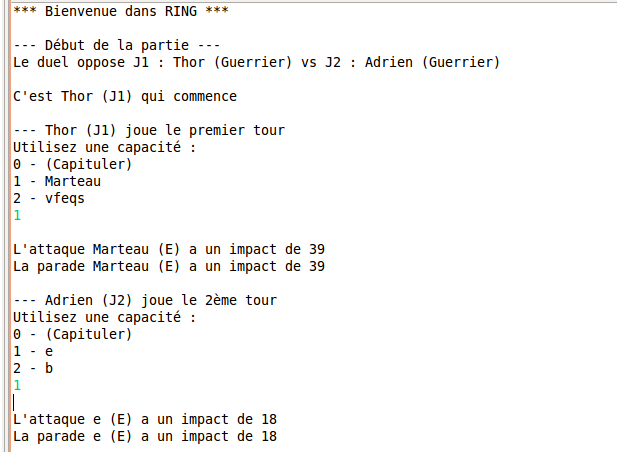 *** Bienvenue dans RING ***
--- Début de la partie ---
Le duel oppose J1 : Thor (Guerrier) vs J2 : Adrien (Guerrier)
C'est Thor (J1) qui commence
--- Thor (J1) joue le premier tour
Utilisez une capacité :
0 - (Capituler)
1 - Marteau
2 - vfeqs
1
L'attaque Marteau (E) a un impact de 39
La parade Marteau (E) a un impact de 39
--- Adrien (J2) joue le 2ème tour
Utilisez une capacité :
0 - (Capituler)
1 - e
2 - b
1
L'attaque e (E) a un impact de 18
La parade e (E) a un impact de 18